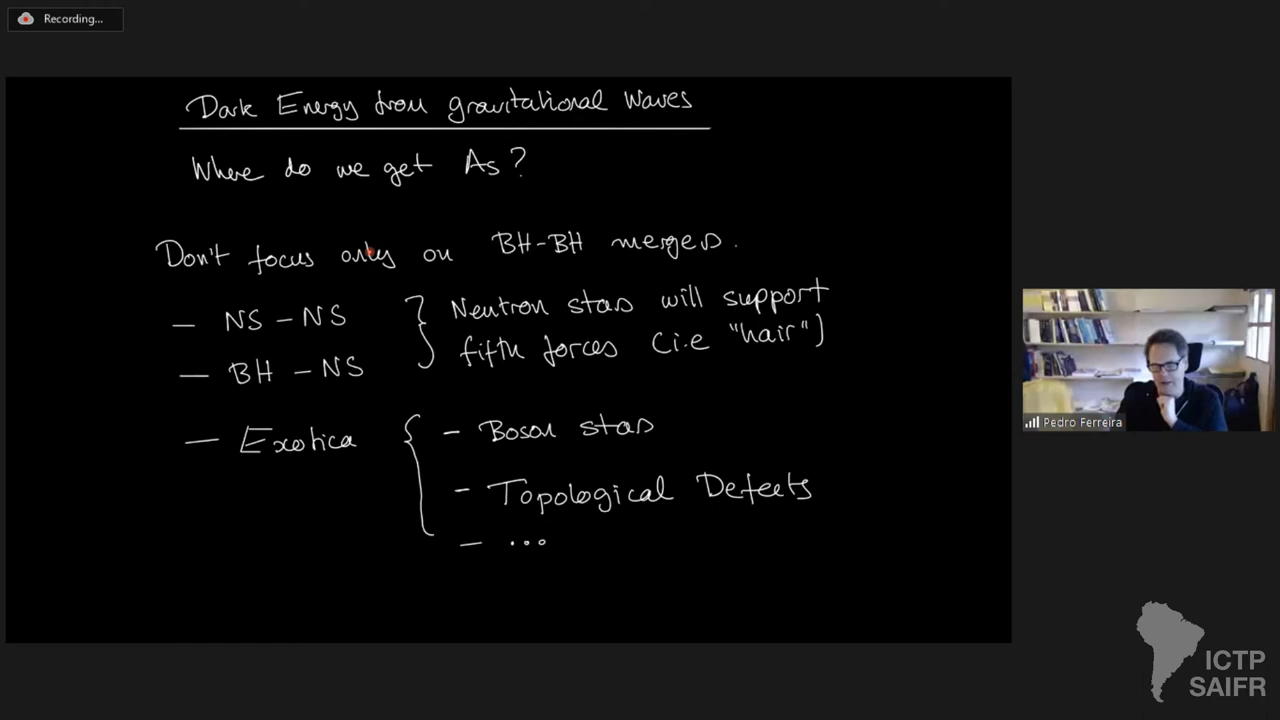 Recording...
Dark Energy from gravitational waves
Where do we get As?
Don't focus only on BH-BH mergers.
— NS - NS } Neutron stars will support
— BH - NS fifth forces (i.e "hair")
— Exotica { - Boson stars
- Topological Defects
- ...
Pedro Ferreira
ICTP
SAIFR